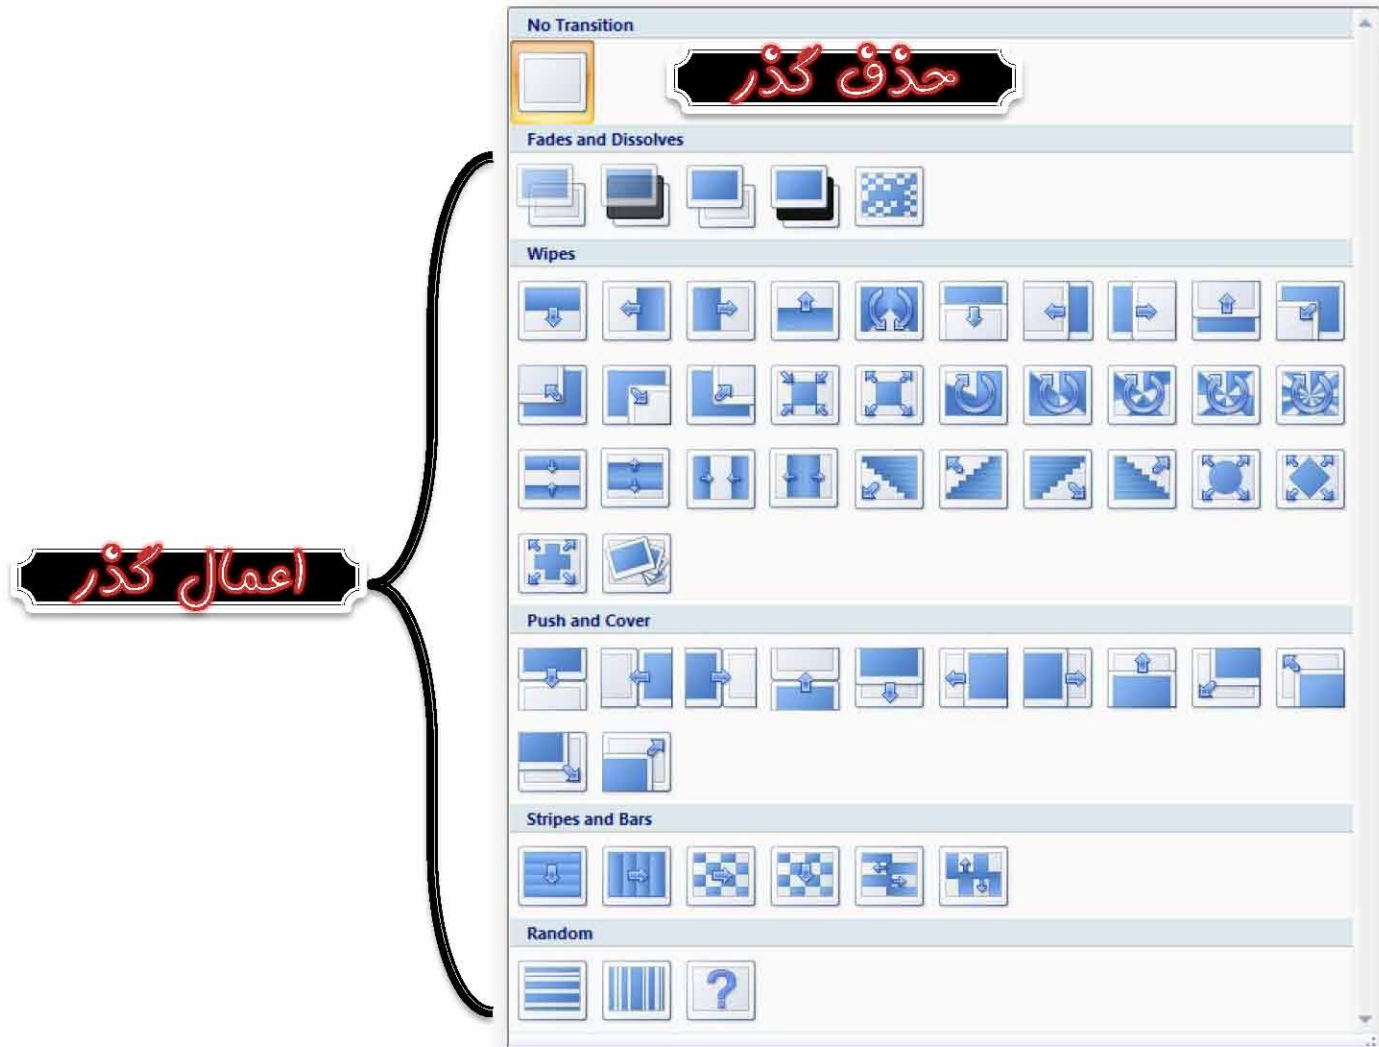 No Transition
حذف گذر
Fades and Dissolves
Wipes
اعمال گذر
Push and Cover
Stripes and Bars
Random
?